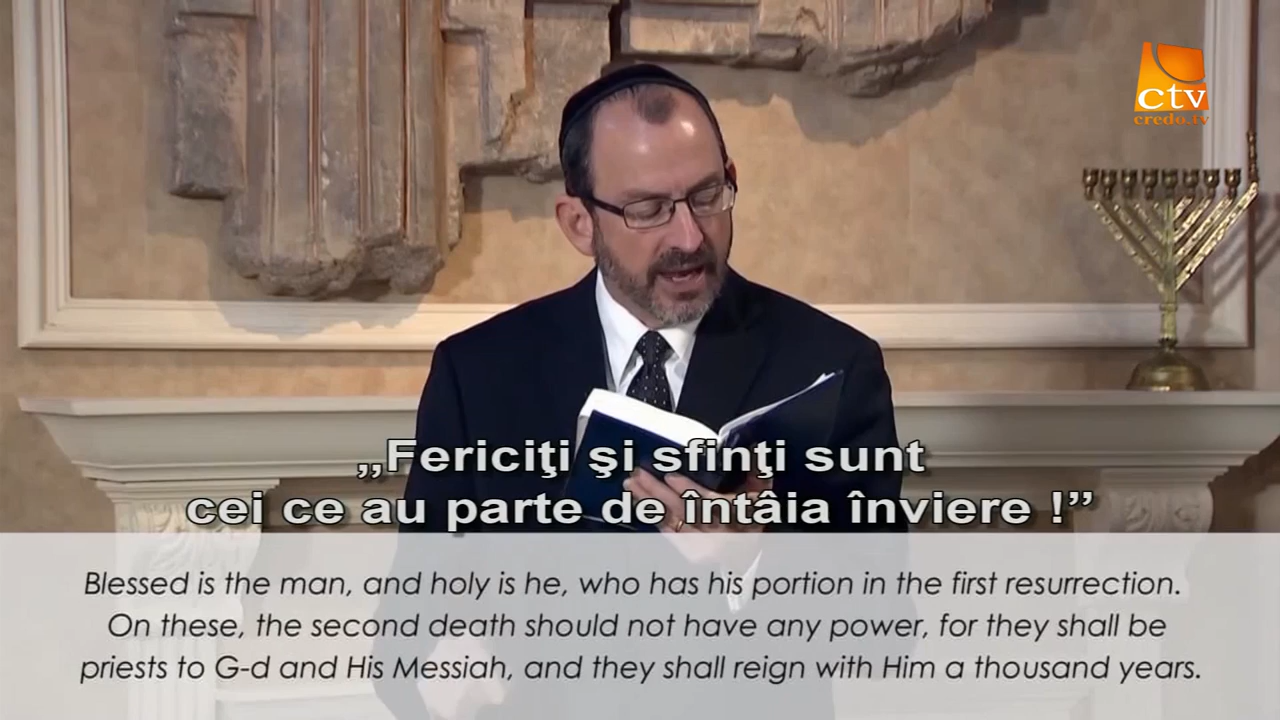 ctv
credo.tv
„Fericiţi şi sfinţi sunt
cei ce au parte de întâia înviere !”
Blessed is the man, and holy is he, who has his portion in the first resurrection.
On these, the second death should not have any power, for they shall be
priests to G-d and His Messiah, and they shall reign with Him a thousand years.